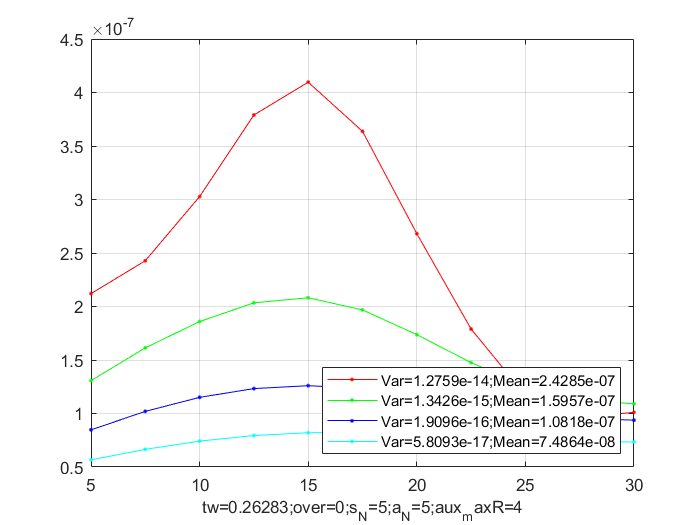 ×10-7
4.5
4
3.5
3
2.5
2
1.5
1
0.5
Var=1.2759e-14;Mean=2.4285e-07
Var=1.3426e-15;Mean=1.5957e-07
Var=1.9096e-16;Mean=1.0818e-07
Var=5.8093e-17;Mean=7.4864e-08
5 10 15 20 25 30
tw=0.26283;over=0;sN=5;aN=5;auxmaxR=4